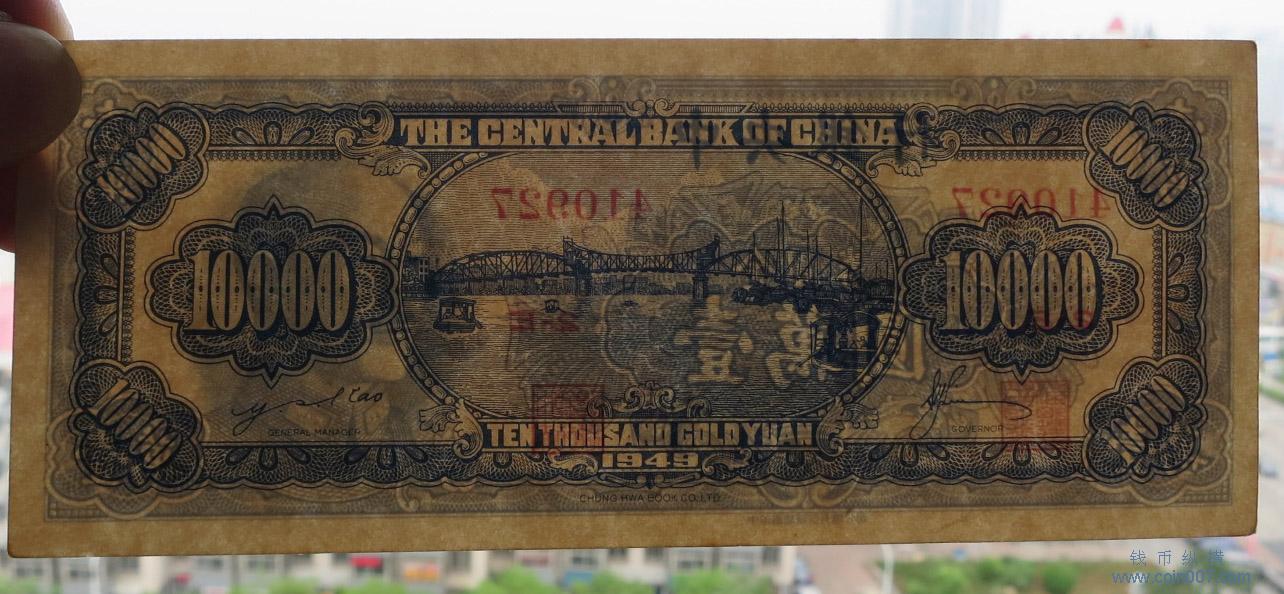 THE CENTRAL BANK OF CHINA
10000
10000
410927
410927
10000
10000
GENERAL MANAGER
GOVERNOR
10000
10000
TEN THOUSAND GOLD YUAN
1949
CHUNG HWA BOOK CO. LTD.
钱币纵横
www.coin007.com